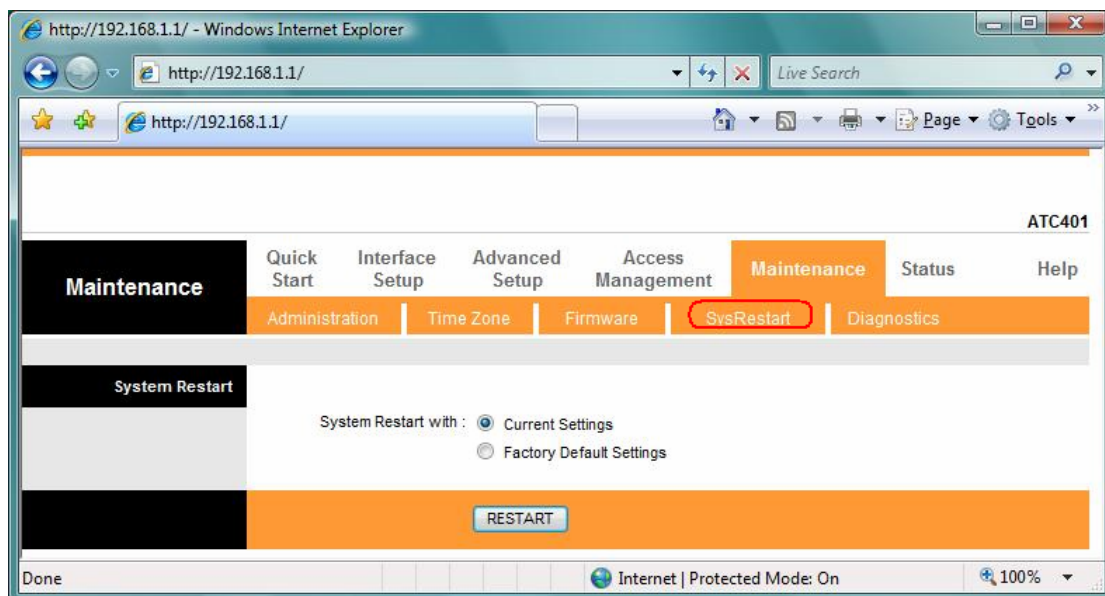 http://192.168.1.1/ - Windows Internet Explorer
http://192.168.1.1/
Live Search
http://192.168.1.1/
Page
Tools
ATC401
Maintenance
Quick Start
Interface Setup
Advanced Setup
Access Management
Maintenance
Status
Help
Administration
Time Zone
Firmware
SysRestart
Diagnostics
System Restart
System Restart with :
Current Settings
Factory Default Settings
RESTART
Done
Internet | Protected Mode: On
100%